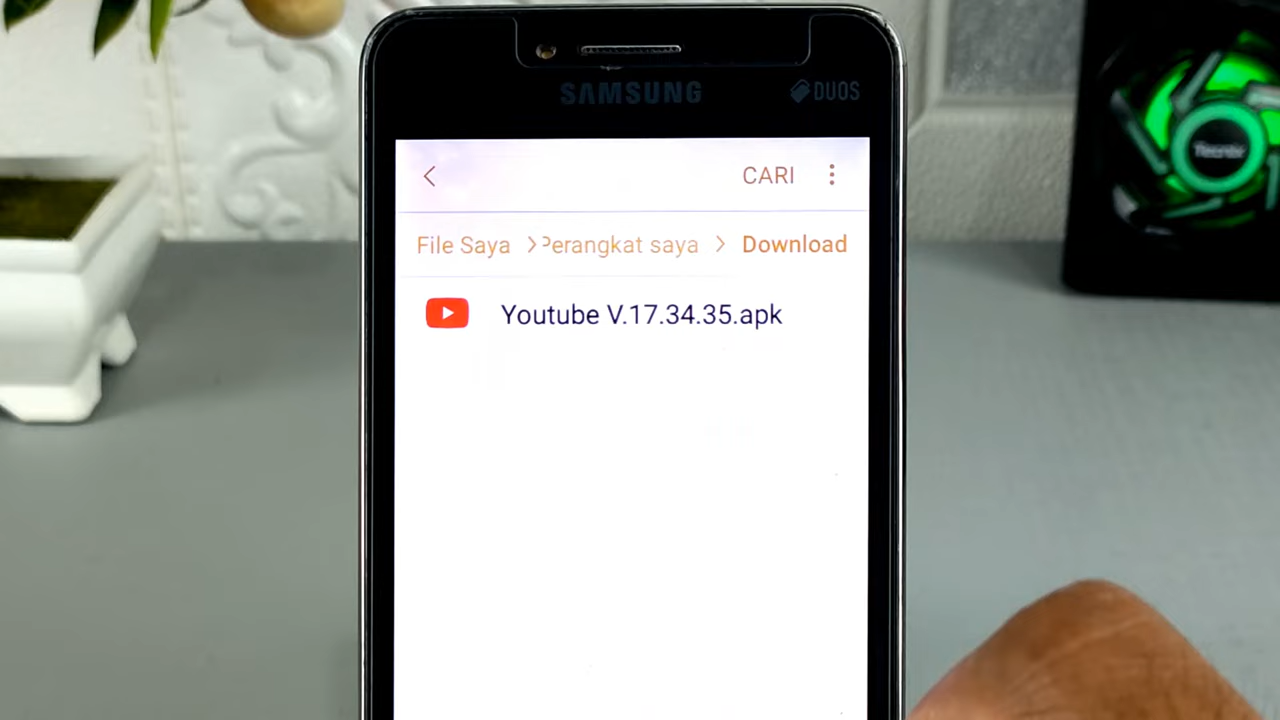 SAMSUNG
DUOS
CARI
File Saya > Perangkat saya > Download
Youtube V.17.34.35.apk